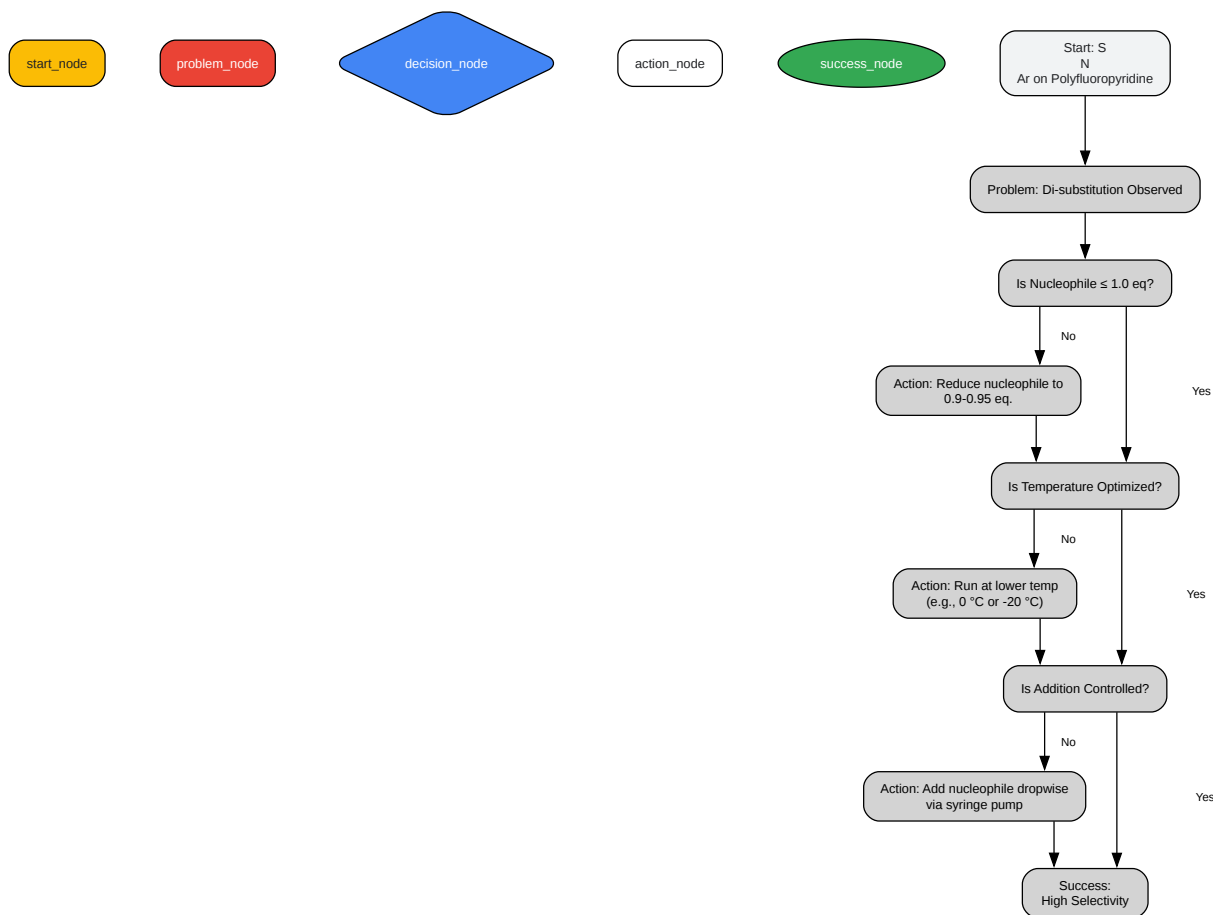 start_node
problem_node
decision_node
action_node
success_node
Start: S
N
Ar on Polyfluoropyridine
Problem: Di-substitution Observed
Is Nucleophile ≤ 1.0 eq?
No
Action: Reduce nucleophile to
0.9-0.95 eq.
Yes
Is Temperature Optimized?
No
Action: Run at lower temp
(e.g., 0 °C or -20 °C)
Yes
Is Addition Controlled?
No
Action: Add nucleophile dropwise
via syringe pump
Yes
Success:
High Selectivity